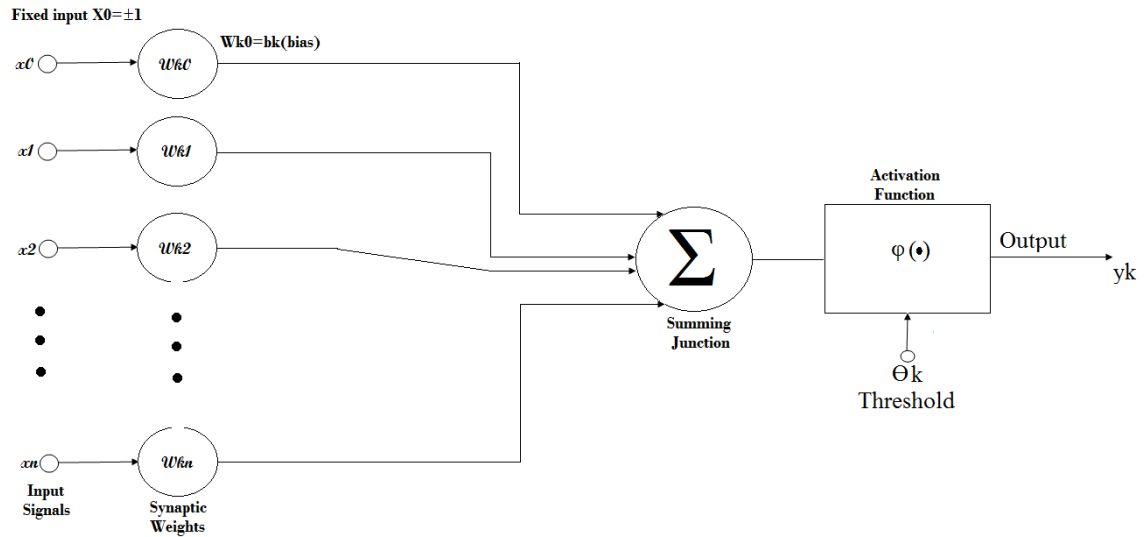 Fixed input X0=±1
Wk0=bk(bias)
x0
Wk0
x1
Wk1
x2
Wk2
xn
Wkn
Input
Signals
Synaptic
Weights
Σ
Summing
Junction
Activation
Function
φ(•)
Output
yk
Θk
Threshold